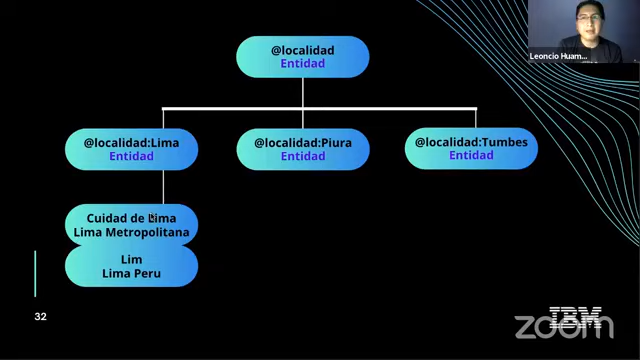 Leoncio Huam...
@localidad
Entidad
@localidad:Lima
Entidad
@localidad:Piura
Entidad
@localidad:Tumbes
Entidad
Cuidad de Lima
Lima Metropolitana
Lim
Lima Peru
32
IBM
zoom